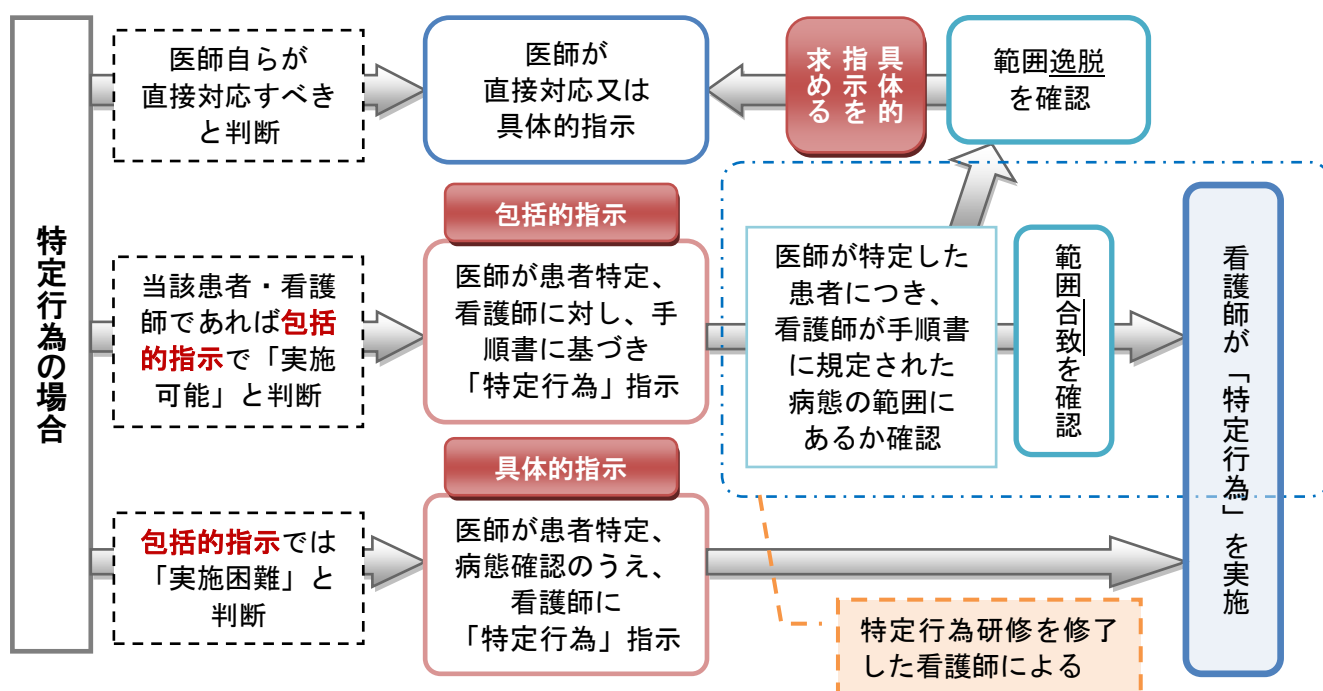 特定行為の場合
医師自らが
直接対応すべき
と判断
医師が
直接対応又は
具体的指示
具体的
指示を
求める
範囲逸脱
を確認
当該患者・看護
師であれば包括
的指示で「実施
可能」と判断
包括的指示
医師が患者特定、
看護師に対し、手
順書に基づき
「特定行為」指示
医師が特定した
患者につき、
看護師が手順書
に規定された
病態の範囲に
あるか確認
範囲合致を確認
看護師が「特定行為」を実施
包括的指示では
「実施困難」と
判断
具体的指示
医師が患者特定、
病態確認のうえ、
看護師に
「特定行為」指示
特定行為研修を修了
した看護師による